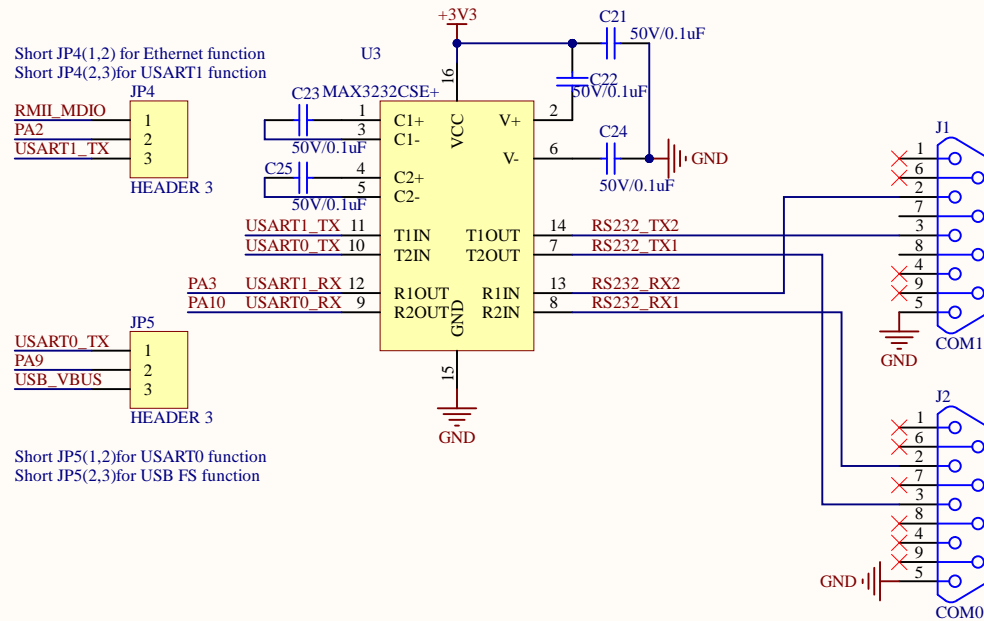 +3V3
C21
50V/0.1uF
Short JP4(1,2) for Ethernet function
Short JP4(2,3)for USART1 function
U3
16
C22
50V/0.1uF
JP4
RMII_MDIO
1
PA2
2
USART1_TX
3
HEADER 3
C23
MAX3232CSE+
1
C1+
3
C1-
50V/0.1uF
VCC
V+
2
C25
4
C2+
5
C2-
50V/0.1uF
V-
6
C24
50V/0.1uF
GND
USART1_TX
11
T1IN
USART0_TX
10
T2IN
T1OUT
14
RS232_TX2
T2OUT
7
RS232_TX1
PA3
USART1_RX
12
R1OUT
PA10
USART0_RX
9
R2OUT
GND
R1IN
13
RS232_RX2
R2IN
8
RS232_RX1
15
GND
J1
1
6
2
7
3
8
4
9
5
GND
COM1
JP5
USART0_TX
1
PA9
2
USB_VBUS
3
HEADER 3
Short JP5(1,2)for USART0 function
Short JP5(2,3)for USB FS function
J2
1
6
2
7
3
8
4
9
5
GND
COM0